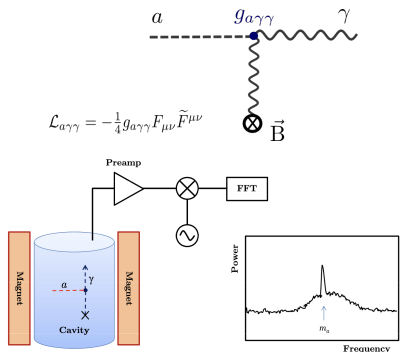 a g_{aγγ} γ
B⃗
ℒ_{aγγ} = −¼ g_{aγγ} F_{μν} F̃^{μν}
Preamp
FFT
Magnet
a
γ
Cavity
Magnet
Power
m_a
Frequency